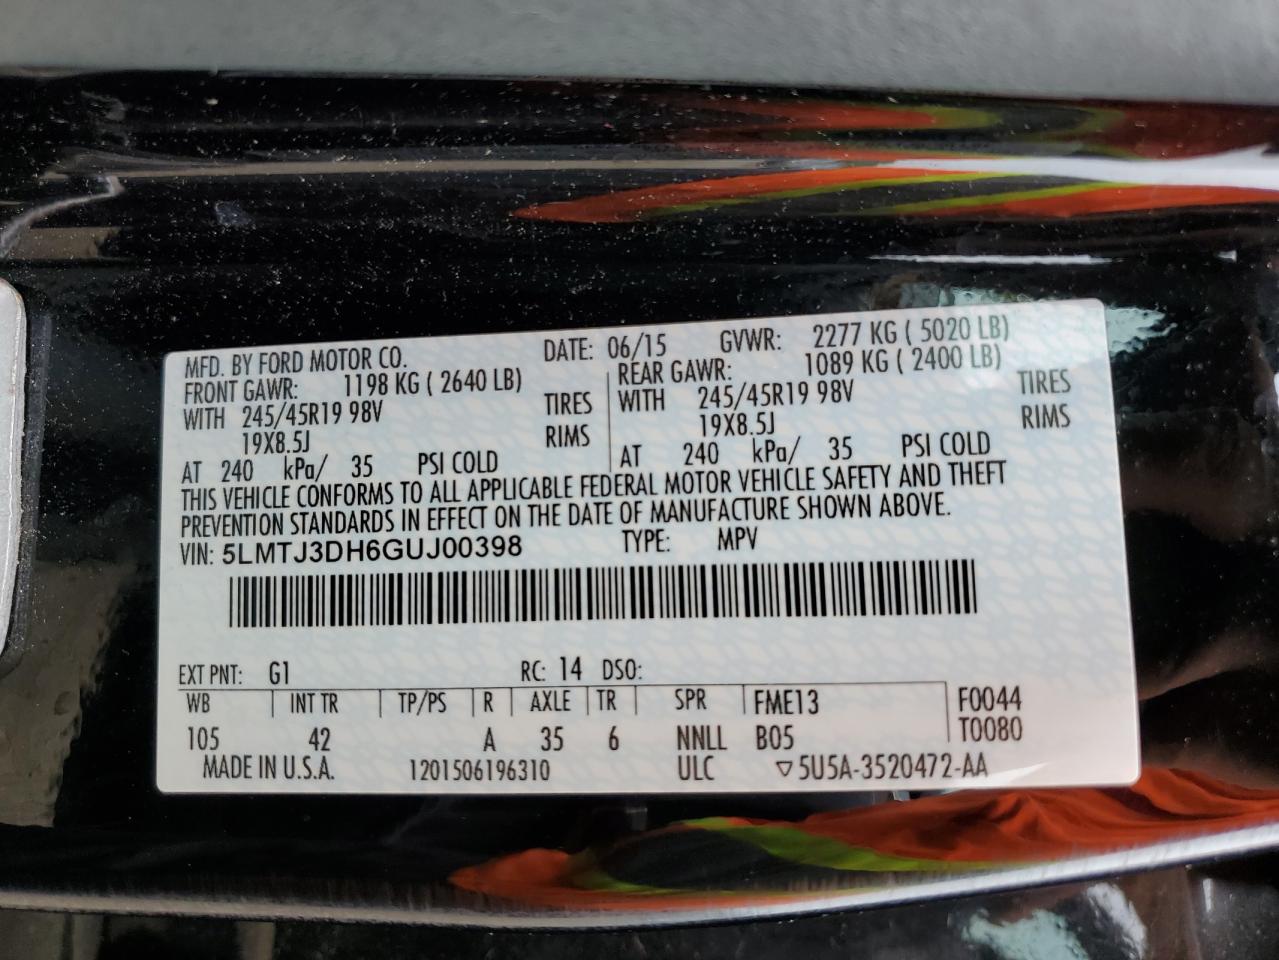 MFD. BY FORD MOTOR CO. DATE: 06/15 GVWR: 2277 KG ( 5020 LB)
FRONT GAWR: 1198 KG ( 2640 LB) REAR GAWR: 1089 KG ( 2400 LB)
WITH 245/45R19 98V TIRES WITH 245/45R19 98V TIRES
19X8.5J RIMS 19X8.5J RIMS
AT 240 kPa/ 35 PSI COLD AT 240 kPa/ 35 PSI COLD
THIS VEHICLE CONFORMS TO ALL APPLICABLE FEDERAL MOTOR VEHICLE SAFETY AND THEFT
PREVENTION STANDARDS IN EFFECT ON THE DATE OF MANUFACTURE SHOWN ABOVE.
VIN: 5LMTJ3DH6GUJ00398 TYPE: MPV
EXT PNT: G1 RC: 14 DSO:
WB INT TR TP/PS R AXLE TR SPR FME13 F0044
105 42 A 35 6 NNLL B05 T0080
MADE IN U.S.A. 1201506196310 ULC ▽5U5A-3520472-AA